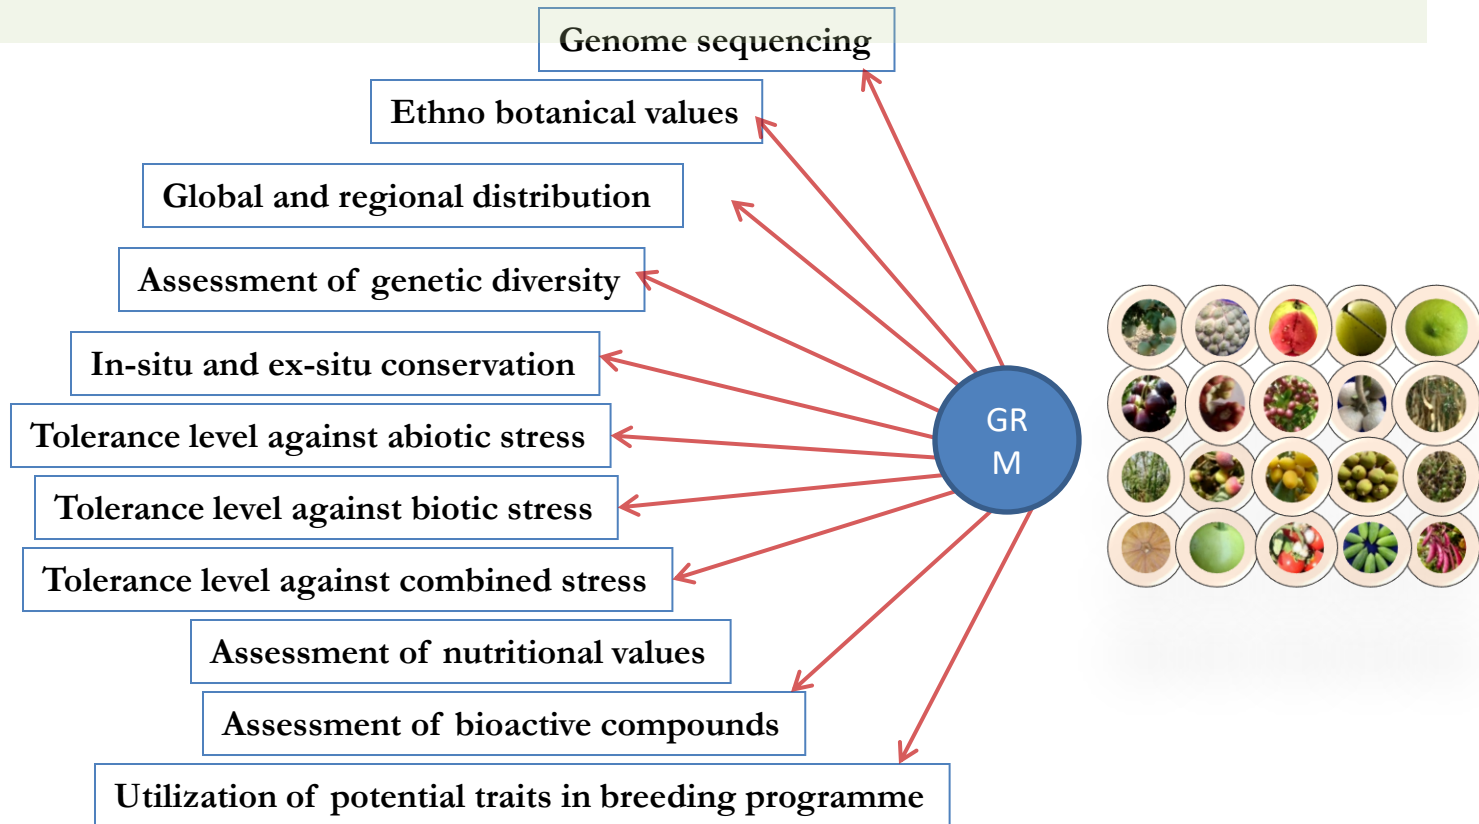 Genome sequencing
Ethno botanical values
Global and regional distribution
Assessment of genetic diversity
In-situ and ex-situ conservation
Tolerance level against abiotic stress
Tolerance level against biotic stress
Tolerance level against combined stress
Assessment of nutritional values
Assessment of bioactive compounds
Utilization of potential traits in breeding programme
GR
M